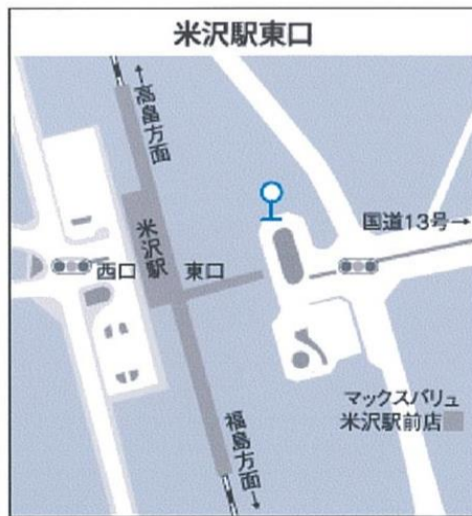 米沢駅東口
←高畠方面
国道13号→
米沢駅
西口
東口
マックスバリュ
米沢駅前店
福島方面→